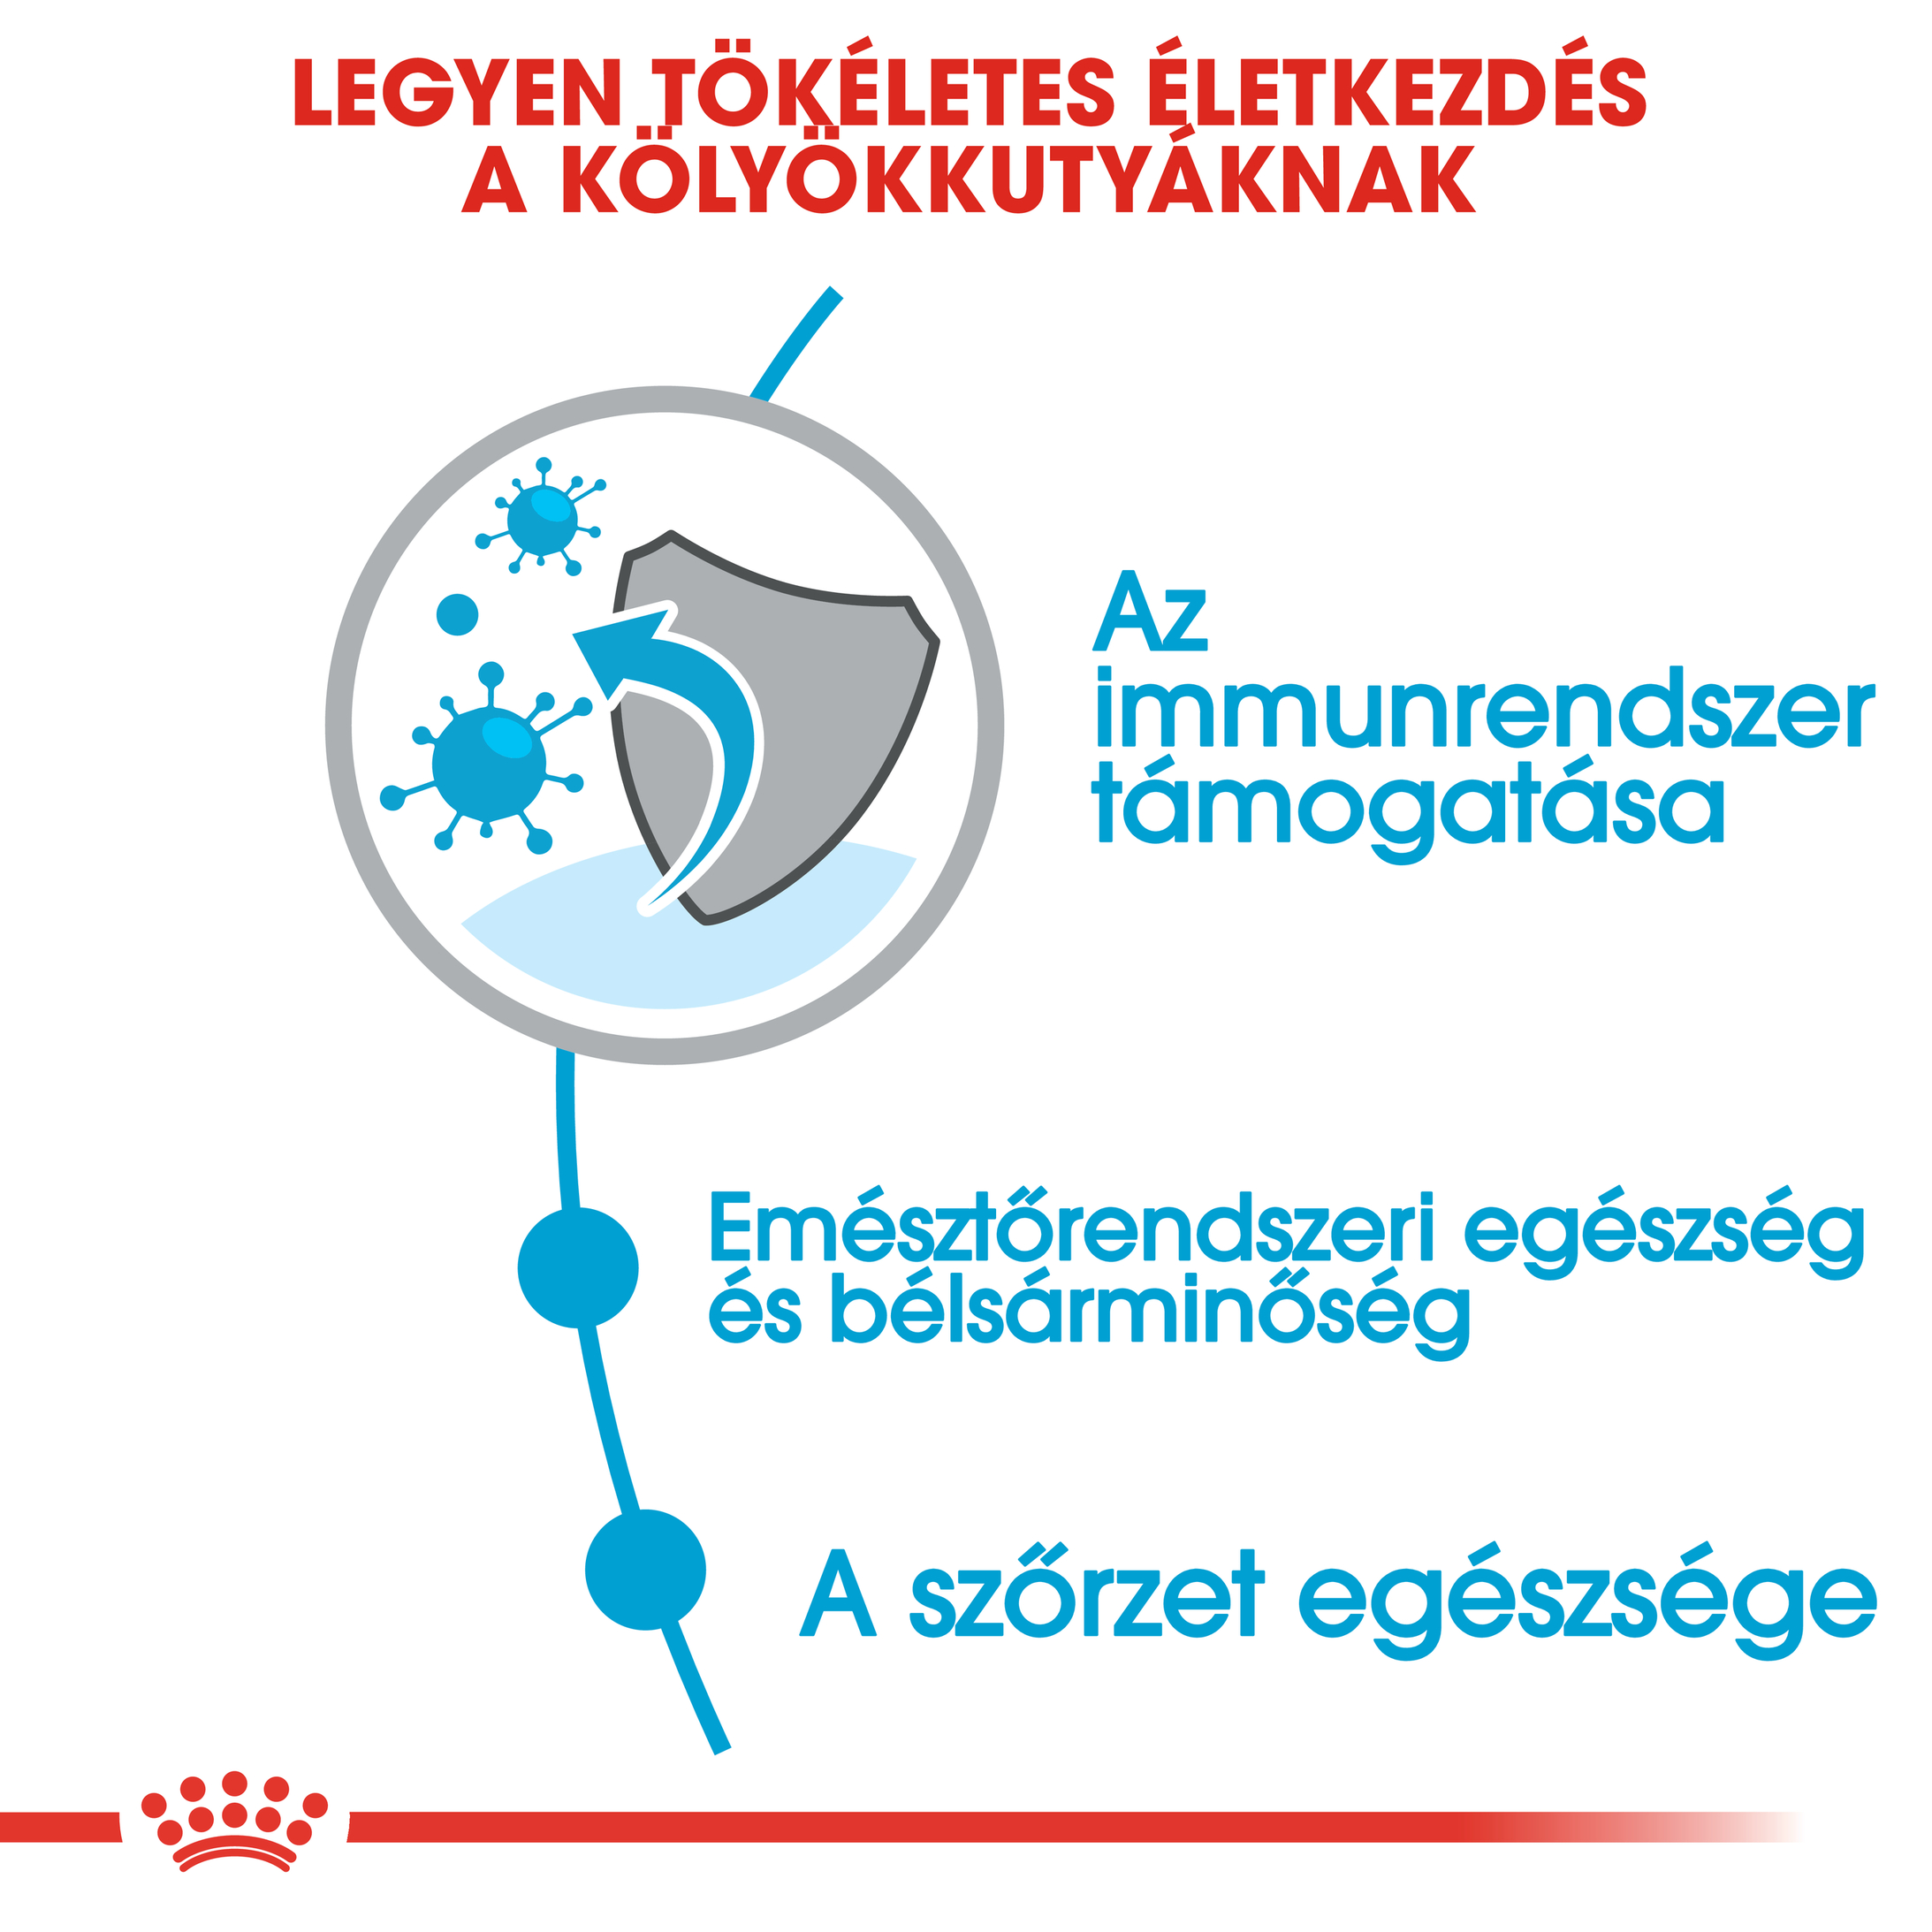 LEGYEN TÖKÉLETES ÉLETKEZDÉS
A KÖLYÖKKUTYÁKNAK
Az
immunrendszer
támogatása
Emésztőrendszeri egészség
és bélsárminőség
A szőrzet egészsége